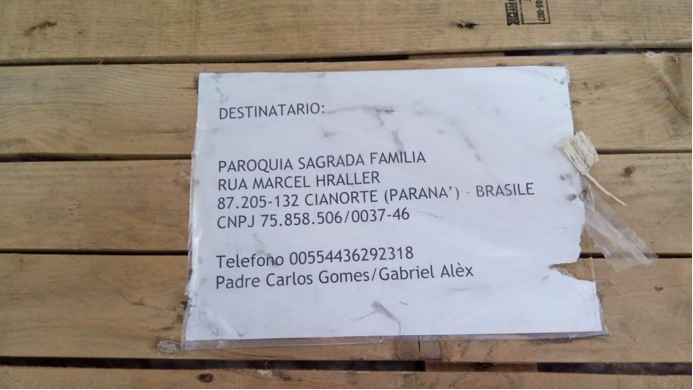 DESTINATARIO:
PAROQUIA SAGRADA FAMILIA
RUA MARCEL HRALLER
87.205-132 CIANORTE (PARANA') - BRASILE
CNPJ 75.858.506/0037-46
Telefono 00554436292318
Padre Carlos Gomes/Gabriel Alèx